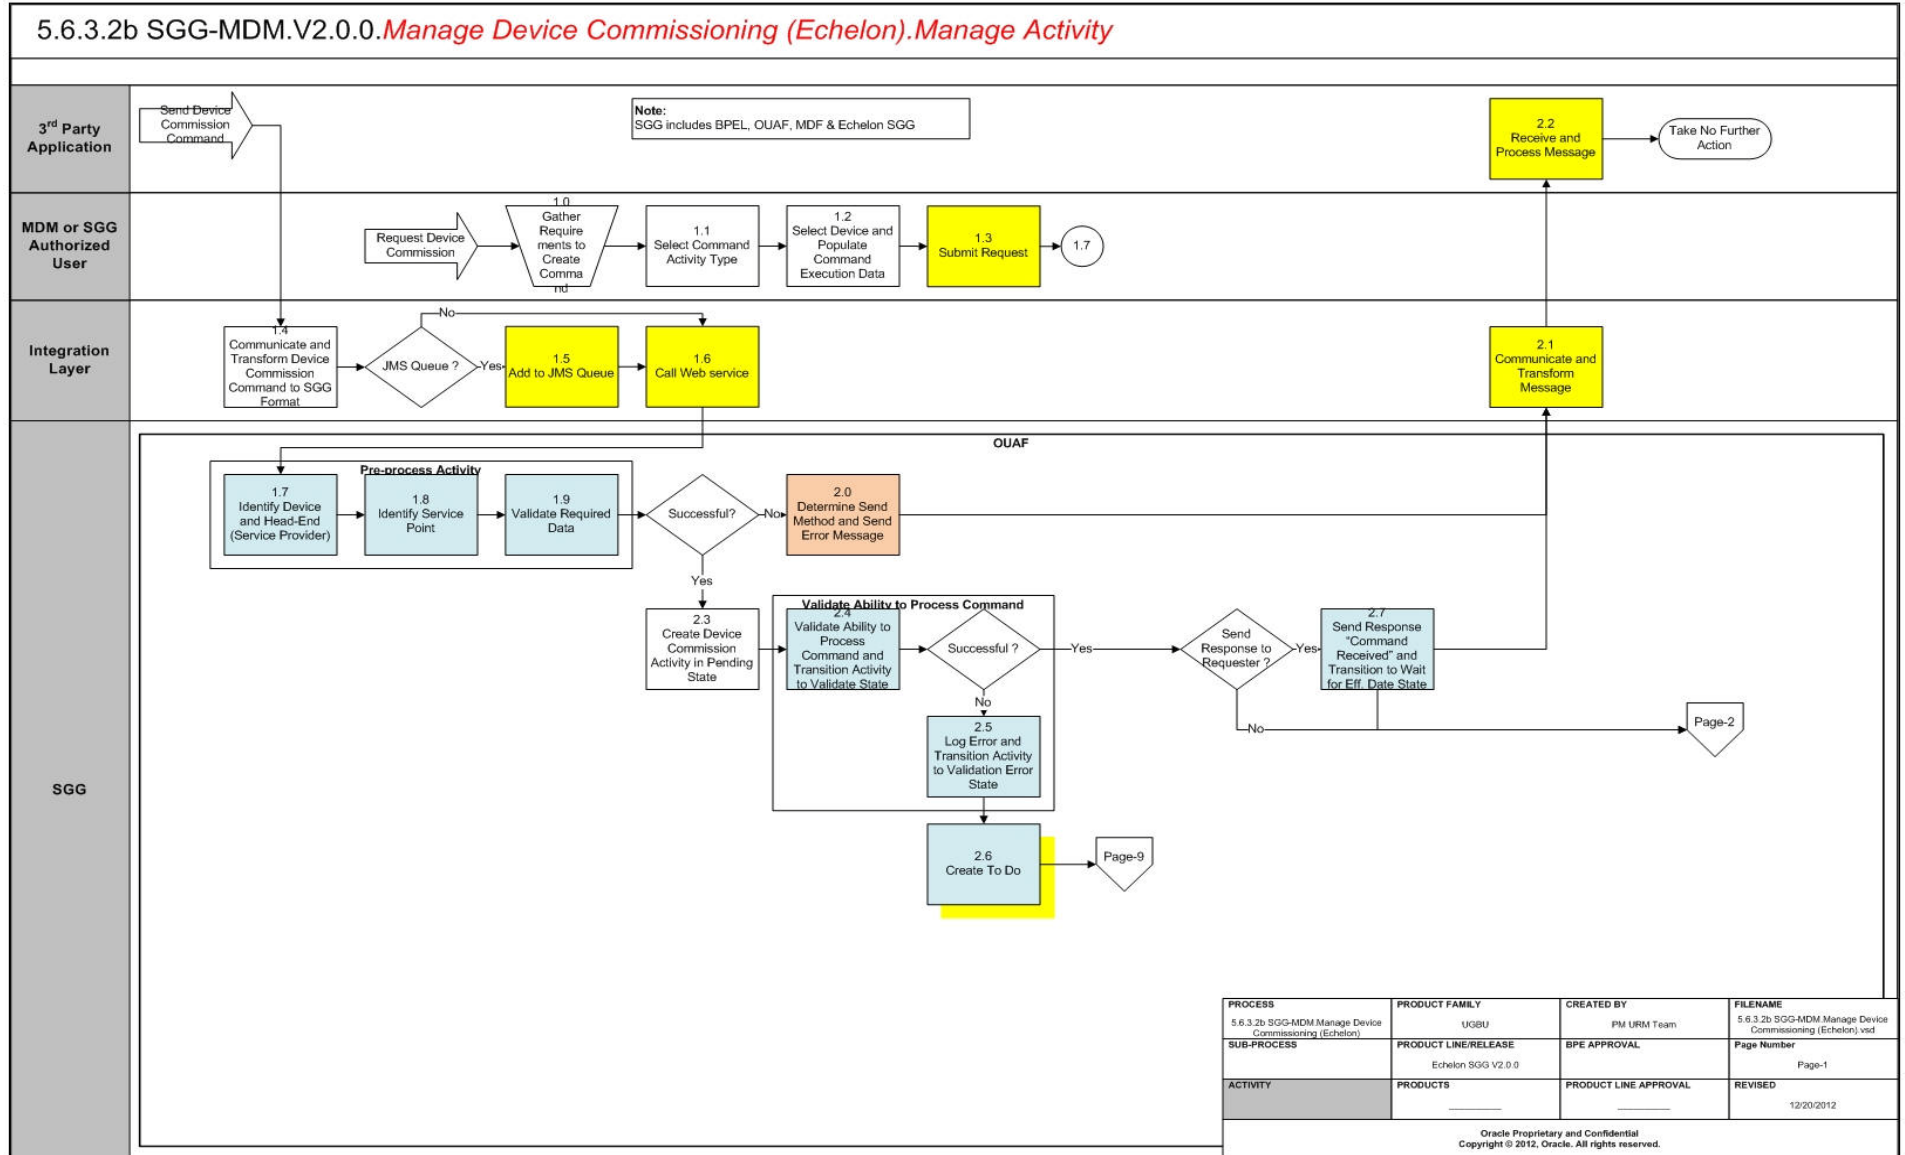 5.6.3.2b SGG-MDM.V2.0.0.Manage Device Commissioning (Echelon).Manage Activity
3rd Party
Application
Send Device
Commission
Command
Note:
SGG includes BPEL, OUAF, MDF & Echelon SGG
2.2
Receive and
Process Message
Take No Further
Action
MDM or SGG
Authorized
User
Request Device
Commission
1.0
Gather
Require
ments to
Create
Comma
nd
1.1
Select Command
Activity Type
1.2
Select Device and
Populate
Command
Execution Data
1.3
Submit Request
1.7
Integration
Layer
1.4
Communicate and
Transform Device
Commission
Command to SGG
Format
JMS Queue ?
No
Yes
1.5
Add to JMS Queue
1.6
Call Web service
2.1
Communicate and
Transform
Message
SGG
OUAF
Pre-process Activity
1.7
Identify Device
and Head-End
(Service Provider)
1.8
Identify Service
Point
1.9
Validate Required
Data
Successful?
No
2.0
Determine Send
Method and Send
Error Message
Yes
2.3
Create Device
Commission
Activity in Pending
State
Validate Ability to Process Command
2.4
Validate Ability to
Process
Command and
Transition Activity
to Validate State
Successful ?
Yes
No
2.5
Log Error and
Transition Activity
to Validation Error
State
2.6
Create To Do
Page-9
Send
Response to
Requester ?
Yes
No
2.7
Send Response
"Command
Received" and
Transition to Wait
for Eff. Date State
Page-2
PROCESS
5.6.3.2b SGG-MDM.Manage Device
Commissioning (Echelon)
PRODUCT FAMILY
UGBU
CREATED BY
PM URM Team
FILENAME
5.6.3.2b SGG-MDM.Manage Device
Commissioning (Echelon).vsd
SUB-PROCESS
PRODUCT LINE/RELEASE
Echelon SGG V2.0.0
BPE APPROVAL
Page Number
Page-1
ACTIVITY
PRODUCTS
PRODUCT LINE APPROVAL
REVISED
12/20/2012
Oracle Proprietary and Confidential
Copyright © 2012, Oracle. All rights reserved.